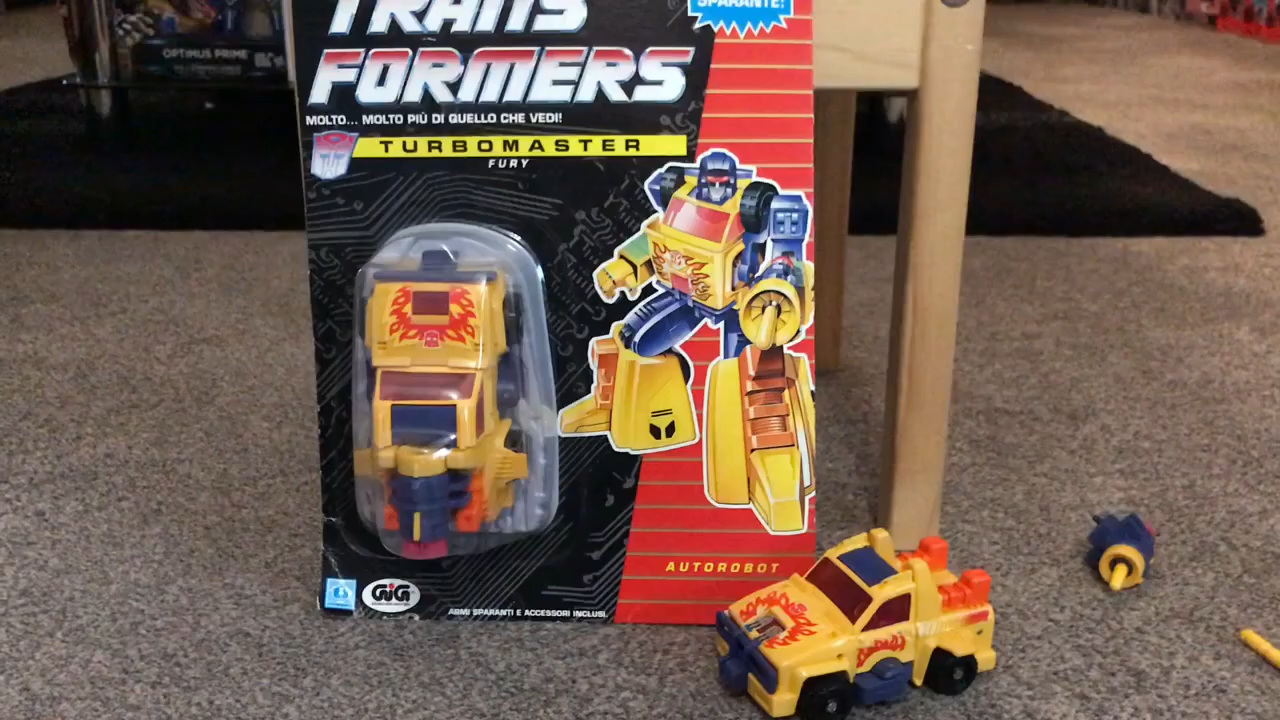 SPARANTE!
TRANS
FORMERS
OPTIMUS PRIME
MOLTO... MOLTO PIÙ DI QUELLO CHE VEDI!
TURBOMASTER
FURY
AUTOROBOT
GiG
ARMI SPARANTI E ACCESSORI INCLUSI.